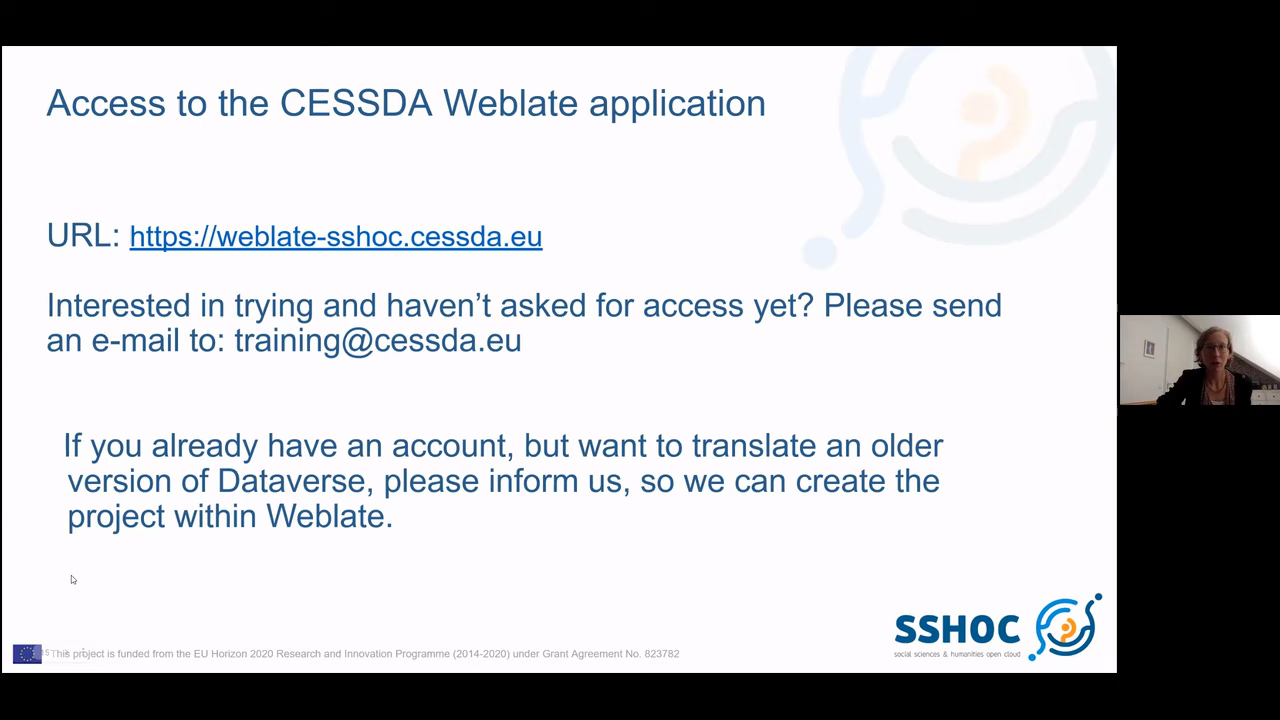 Access to the CESSDA Weblate application
URL: https://weblate-sshoc.cessda.eu
Interested in trying and haven’t asked for access yet? Please send
an e-mail to: training@cessda.eu
If you already have an account, but want to translate an older
version of Dataverse, please inform us, so we can create the
project within Weblate.
SSHOC
social sciences & humanities open cloud
This project is funded from the EU Horizon 2020 Research and Innovation Programme (2014-2020) under Grant Agreement No. 823782